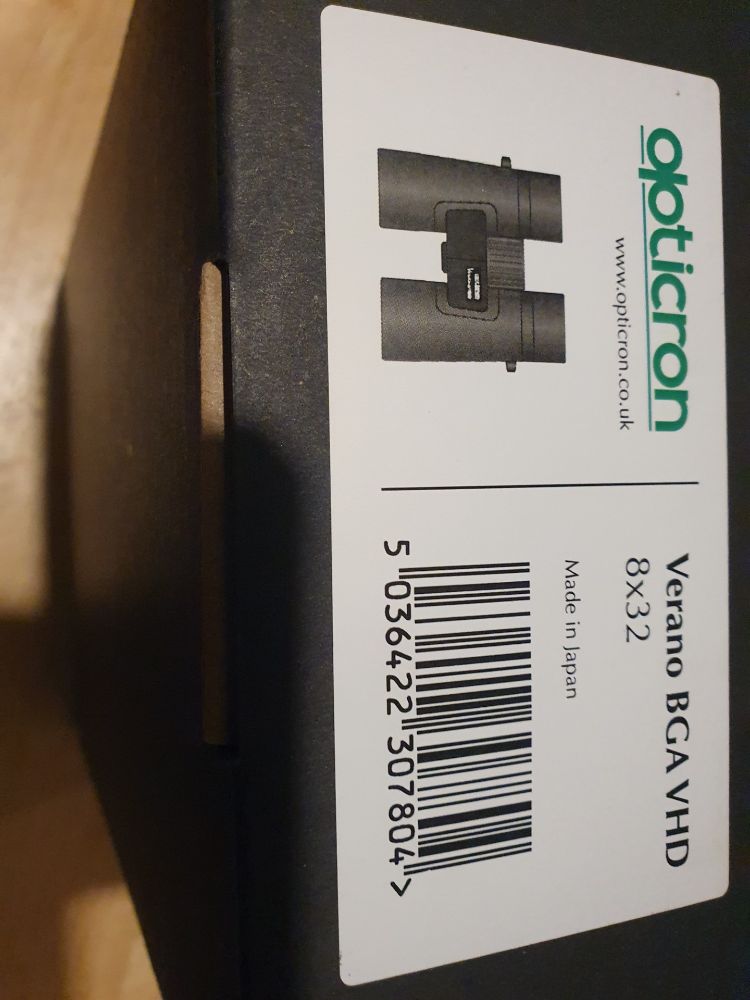 opticron
www.opticron.co.uk
Verano BGA VHD
8x32
Made in Japan
5 036422 307804 >